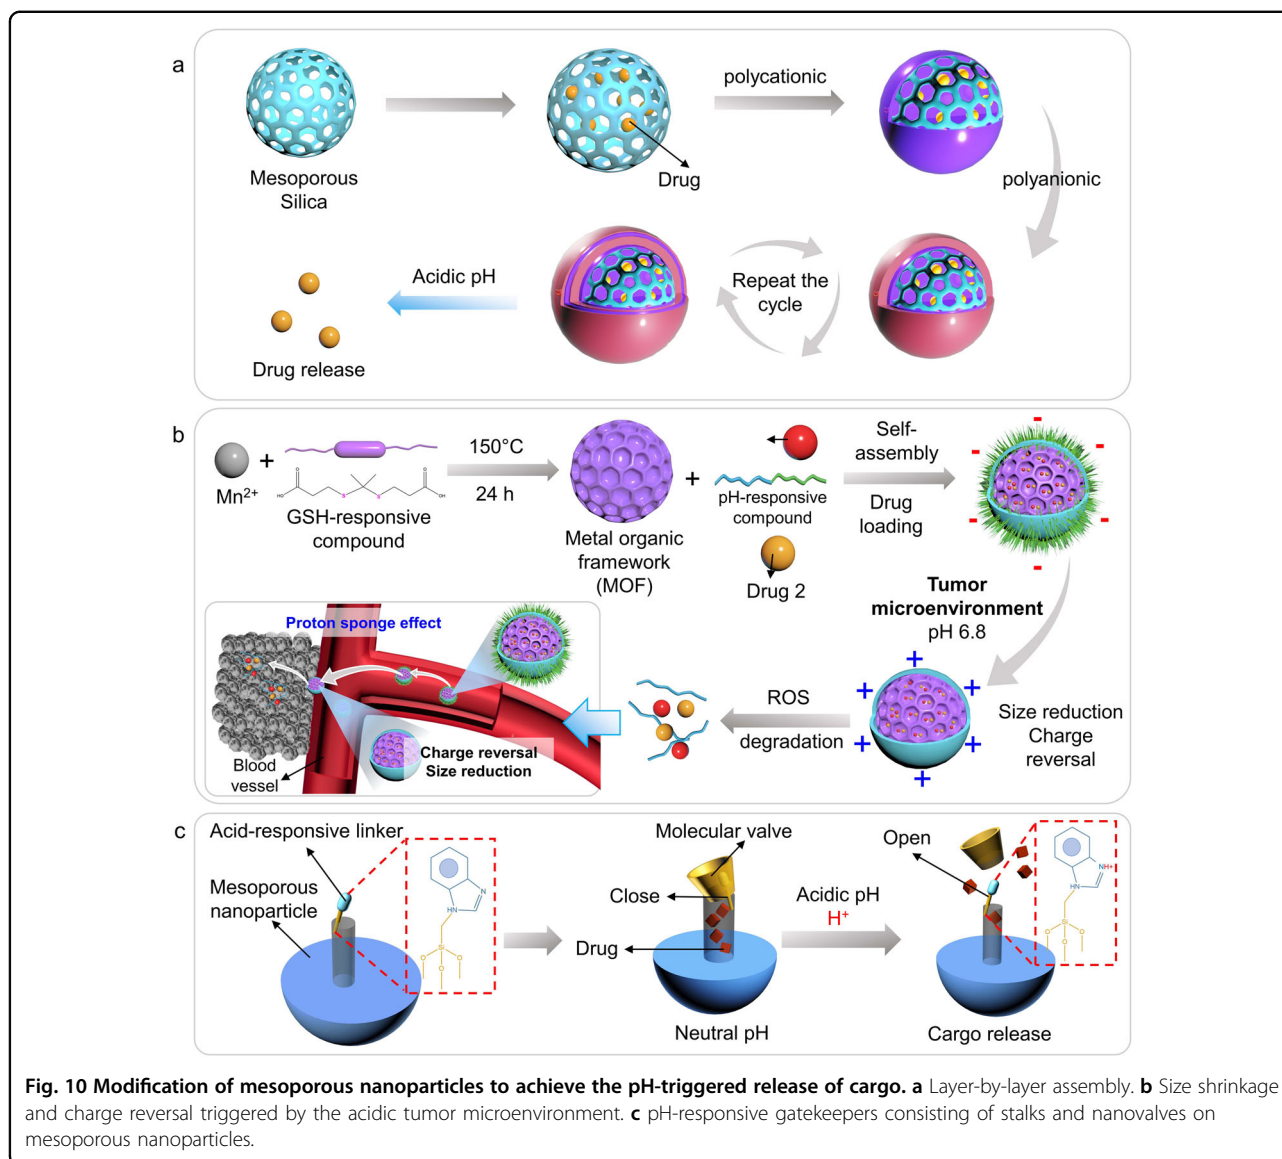 a
Mesoporous
Silica
Drug
polycationic
polyanionic
Repeat the
cycle
Acidic pH
Drug release
b
Mn2+
+
GSH-responsive
compound
150°C
24 h
Metal organic
framework
(MOF)
+
pH-responsive
compound
Drug 2
Self-
assembly
Drug
loading
Tumor
microenvironment
pH 6.8
Size reduction
Charge
reversal
ROS
degradation
Proton sponge effect
Charge reversal
Size reduction
Blood
vessel
c
Acid-responsive linker
Mesoporous
nanoparticle
Molecular valve
Close
Drug
Neutral pH
Acidic pH
H+
Open
Cargo release
Fig. 10 Modification of mesoporous nanoparticles to achieve the pH-triggered release of cargo. a Layer-by-layer assembly. b Size shrinkage
and charge reversal triggered by the acidic tumor microenvironment. c pH-responsive gatekeepers consisting of stalks and nanovalves on
mesoporous nanoparticles.